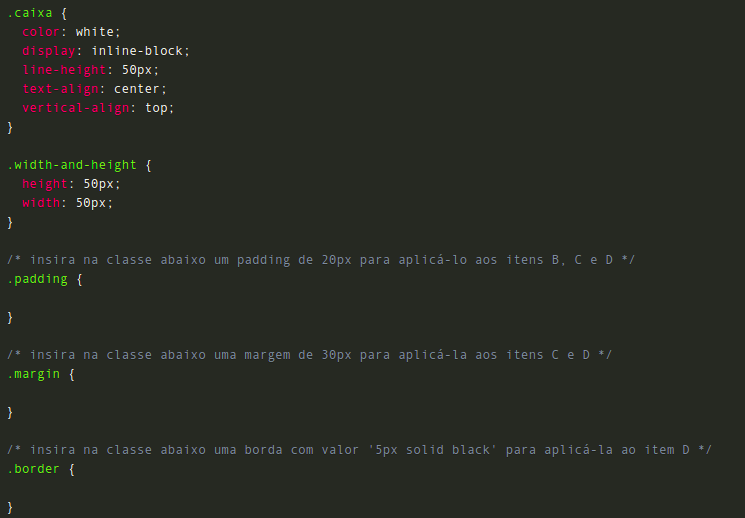 .caixa {
  color: white;
  display: inline-block;
  line-height: 50px;
  text-align: center;
  vertical-align: top;
}

.width-and-height {
  height: 50px;
  width: 50px;
}

/* insira na classe abaixo um padding de 20px para aplicá-lo aos itens B, C e D */
.padding {

}

/* insira na classe abaixo uma margem de 30px para aplicá-la aos itens C e D */
.margin {

}

/* insira na classe abaixo uma borda com valor '5px solid black' para aplicá-la ao item D */
.border {

}